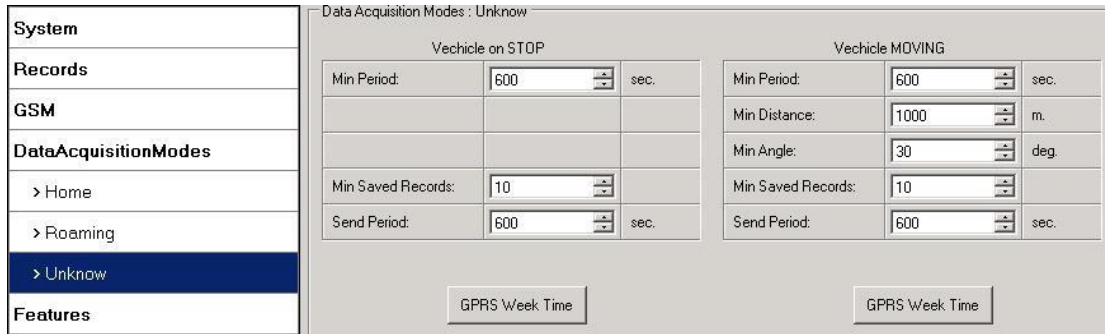 System
Records
GSM
DataAcquisitionModes
> Home
> Roaming
> Unknow
Features
Data Acquisition Modes : Unknow
Vechicle on STOP
Min Period: 600 sec.
Min Saved Records: 10
Send Period: 600 sec.
GPRS Week Time
Vechicle MOVING
Min Period: 600 sec.
Min Distance: 1000 m.
Min Angle: 30 deg.
Min Saved Records: 10
Send Period: 600 sec.
GPRS Week Time